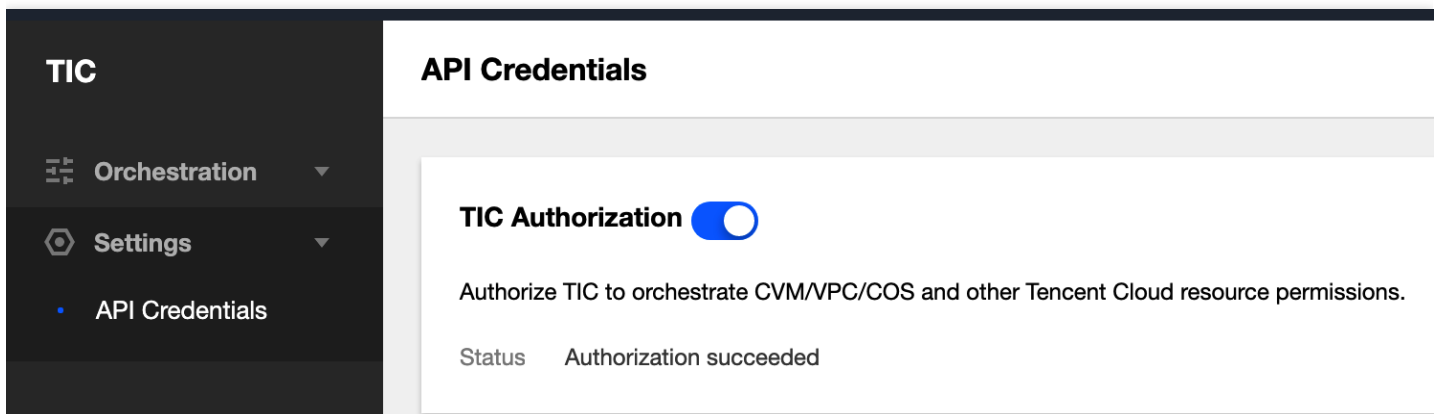 TIC
Orchestration
Settings
API Credentials
API Credentials
TIC Authorization
Authorize TIC to orchestrate CVM/VPC/COS and other Tencent Cloud resource permissions.
Status Authorization succeeded